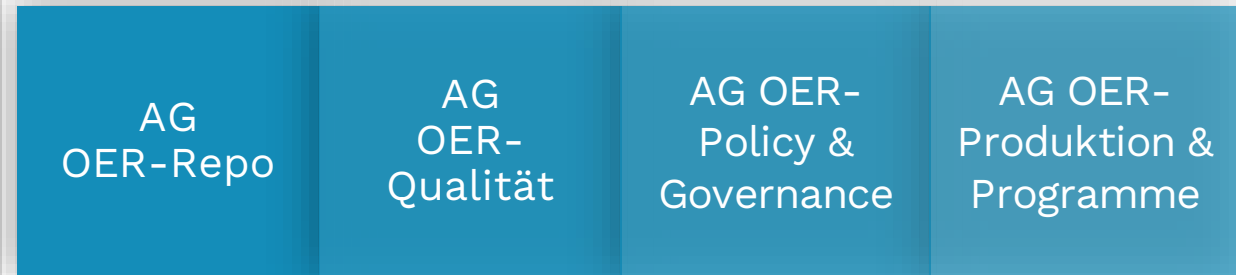 AG
OER-Repo
AG
OER-
Qualität
AG OER-
Policy &
Governance
AG OER-
Produktion &
Programme